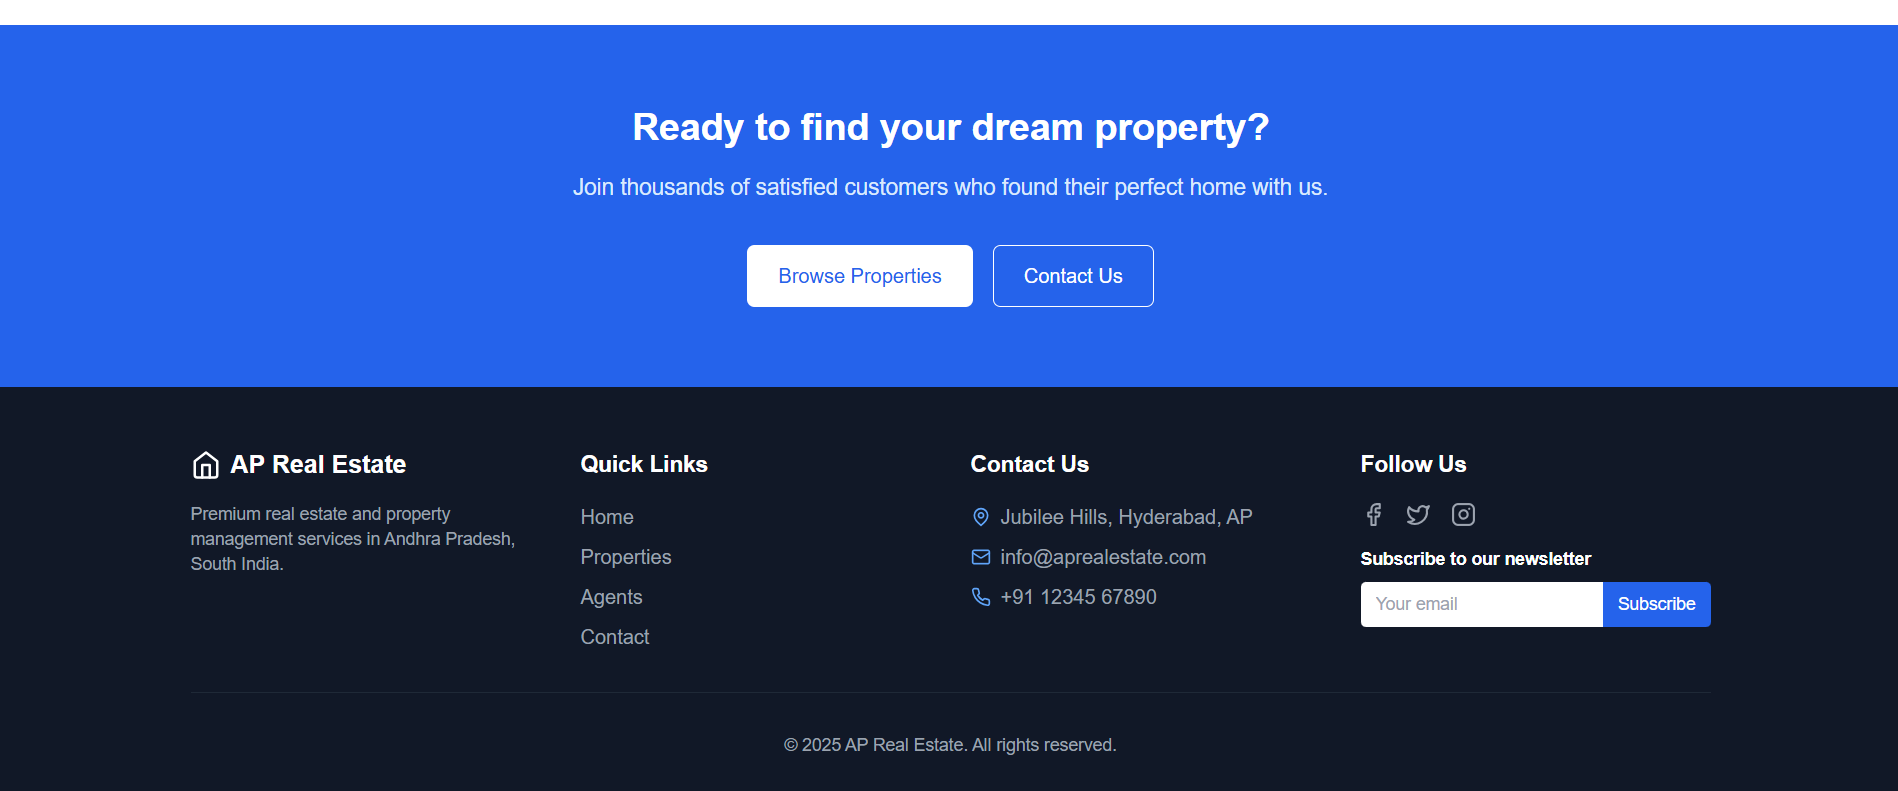 Ready to find your dream property?
Join thousands of satisfied customers who found their perfect home with us.
Browse Properties
Contact Us
AP Real Estate
Premium real estate and property
management services in Andhra Pradesh,
South India.
Quick Links
Home
Properties
Agents
Contact
Contact Us
Jubilee Hills, Hyderabad, AP
info@aprealestate.com
+91 12345 67890
Follow Us
Subscribe to our newsletter
Your email
Subscribe
© 2025 AP Real Estate. All rights reserved.